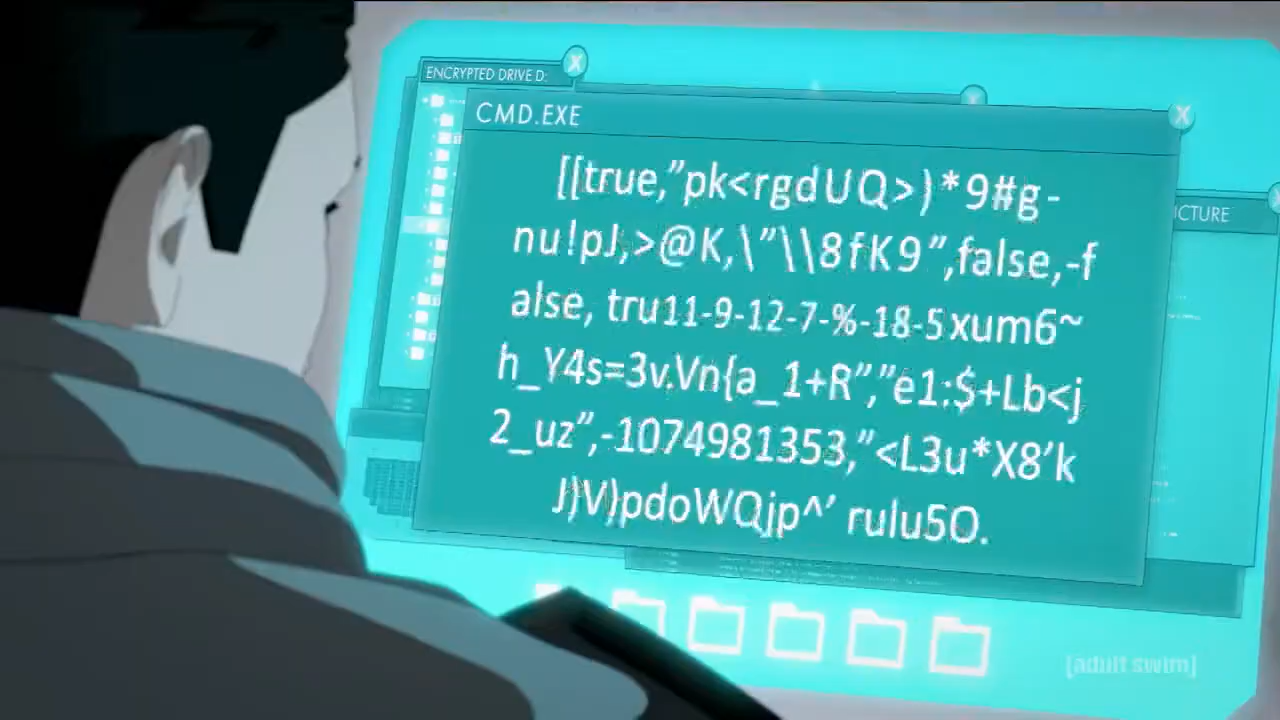 ENCRYPTED DRIVE D:
X
X
CMD.EXE
X
[[true,”pk<rgdUQ>)*9#g-
nu!pJ,>@K,\”\\8fK9”,false,-f
alse, tru11-9-12-7-%-18-5xum6~
h_Y4s=3v.Vn{a_1+R”,”e1:$+Lb<j
2_uz”,-1074981353,”<L3u*X8’k
J)V)pdoWQjp^’ rulu5O.
ICTURE
[adult swim]